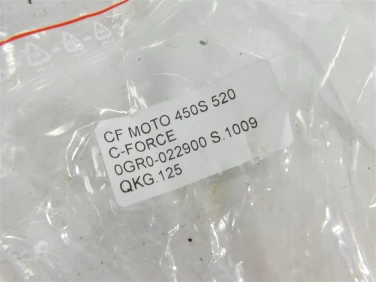 CF MOTO 450S 520
C-FORCE
0GR0-022900 S.1009
QKG.125